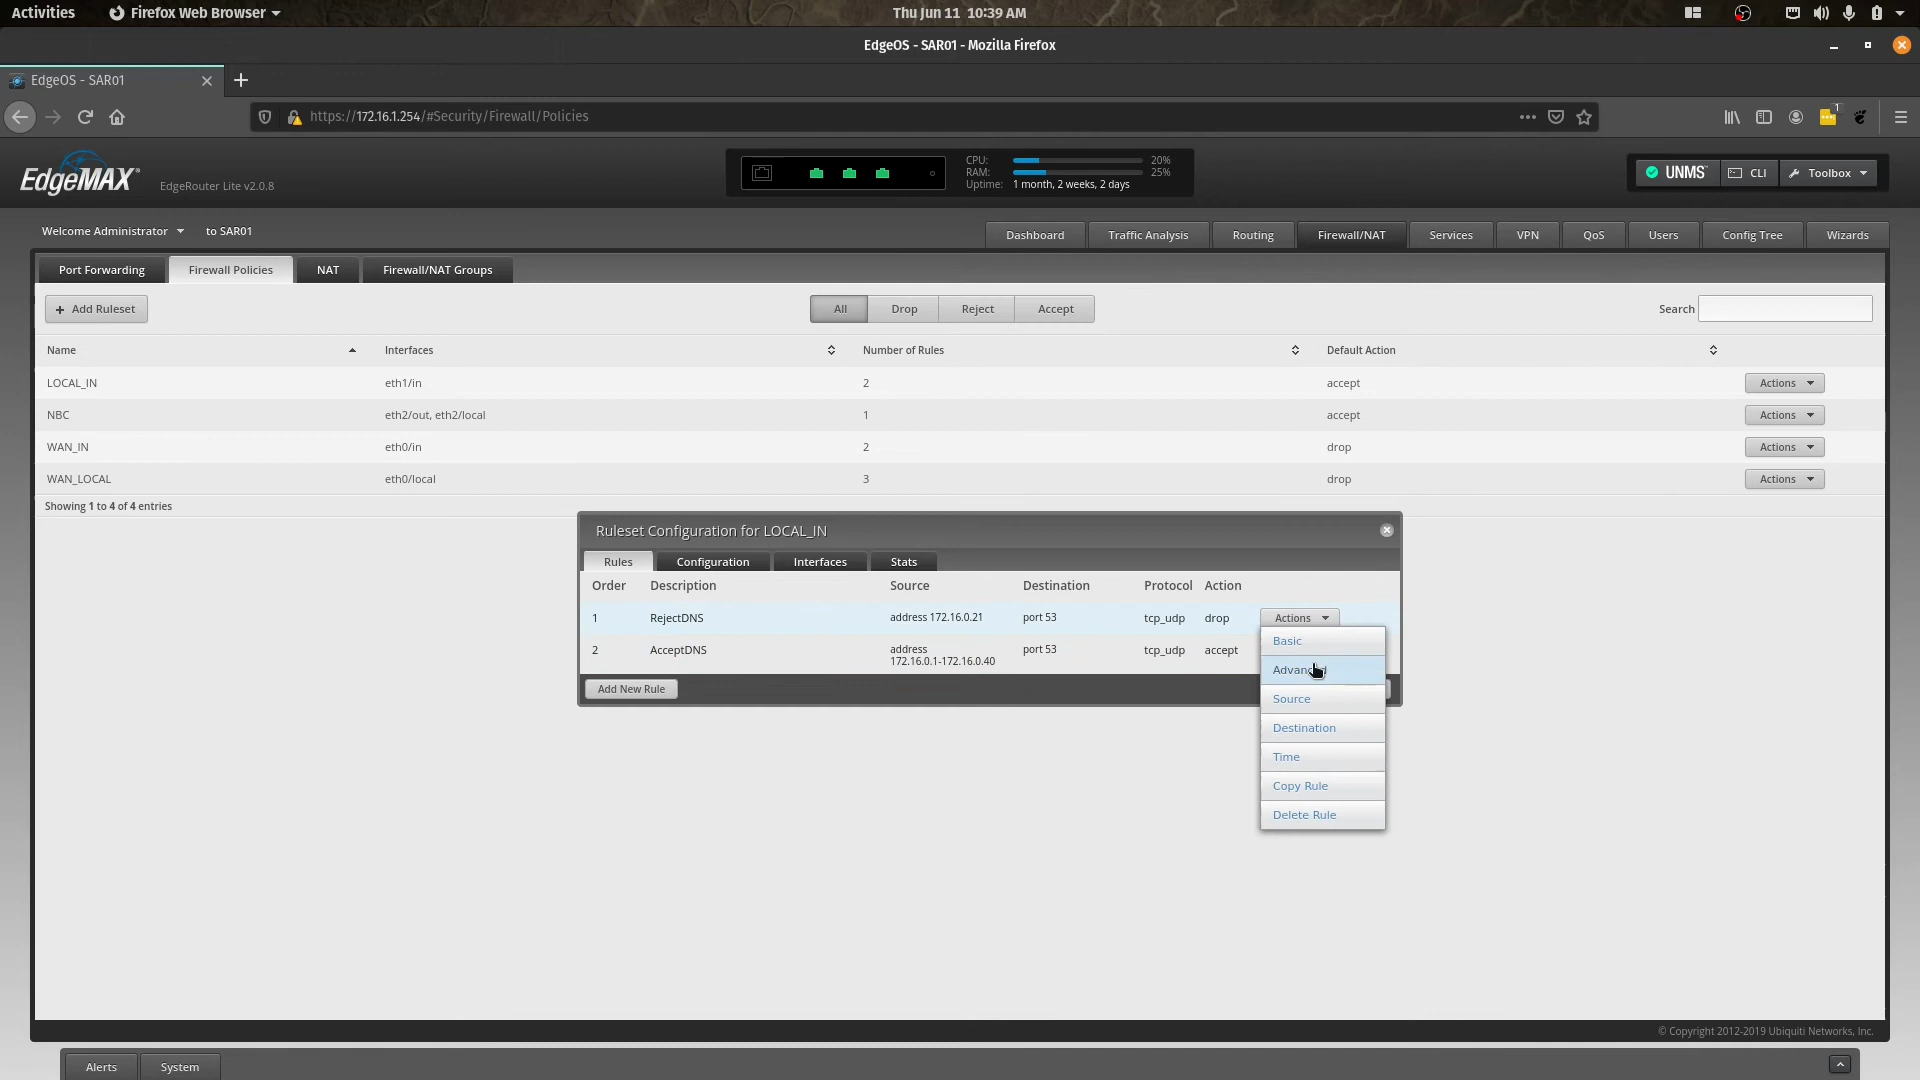 Activities
Firefox Web Browser
Thu Jun 11 10:39 AM
EdgeOS - SAR01 - Mozilla Firefox
EdgeOS - SAR01
https://172.16.1.254/#Security/Firewall/Policies
1
EdgeMAX
EdgeRouter Lite v2.0.8
CPU: 20%
RAM: 25%
Uptime: 1 month, 2 weeks, 2 days
UNMS
CLI
Toolbox
Welcome Administrator
to SAR01
Dashboard
Traffic Analysis
Routing
Firewall/NAT
Services
VPN
QoS
Users
Config Tree
Wizards
Port Forwarding
Firewall Policies
NAT
Firewall/NAT Groups
+ Add Ruleset
All
Drop
Reject
Accept
Search
Name Interfaces Number of Rules Default Action
LOCAL_IN eth1/in 2 accept Actions
NBC eth2/out, eth2/local 1 accept Actions
WAN_IN eth0/in 2 drop Actions
WAN_LOCAL eth0/local 3 drop Actions
Showing 1 to 4 of 4 entries
Ruleset Configuration for LOCAL_IN
Rules
Configuration
Interfaces
Stats
Order Description Source Destination Protocol Action
1 RejectDNS address 172.16.0.21 port 53 tcp_udp drop Actions
2 AcceptDNS address port 53 tcp_udp accept
172.16.0.1-172.16.0.40
Add New Rule
Basic
Source
Destination
Time
Copy Rule
Delete Rule
© Copyright 2012-2019 Ubiquiti Networks, Inc.
Alerts
System